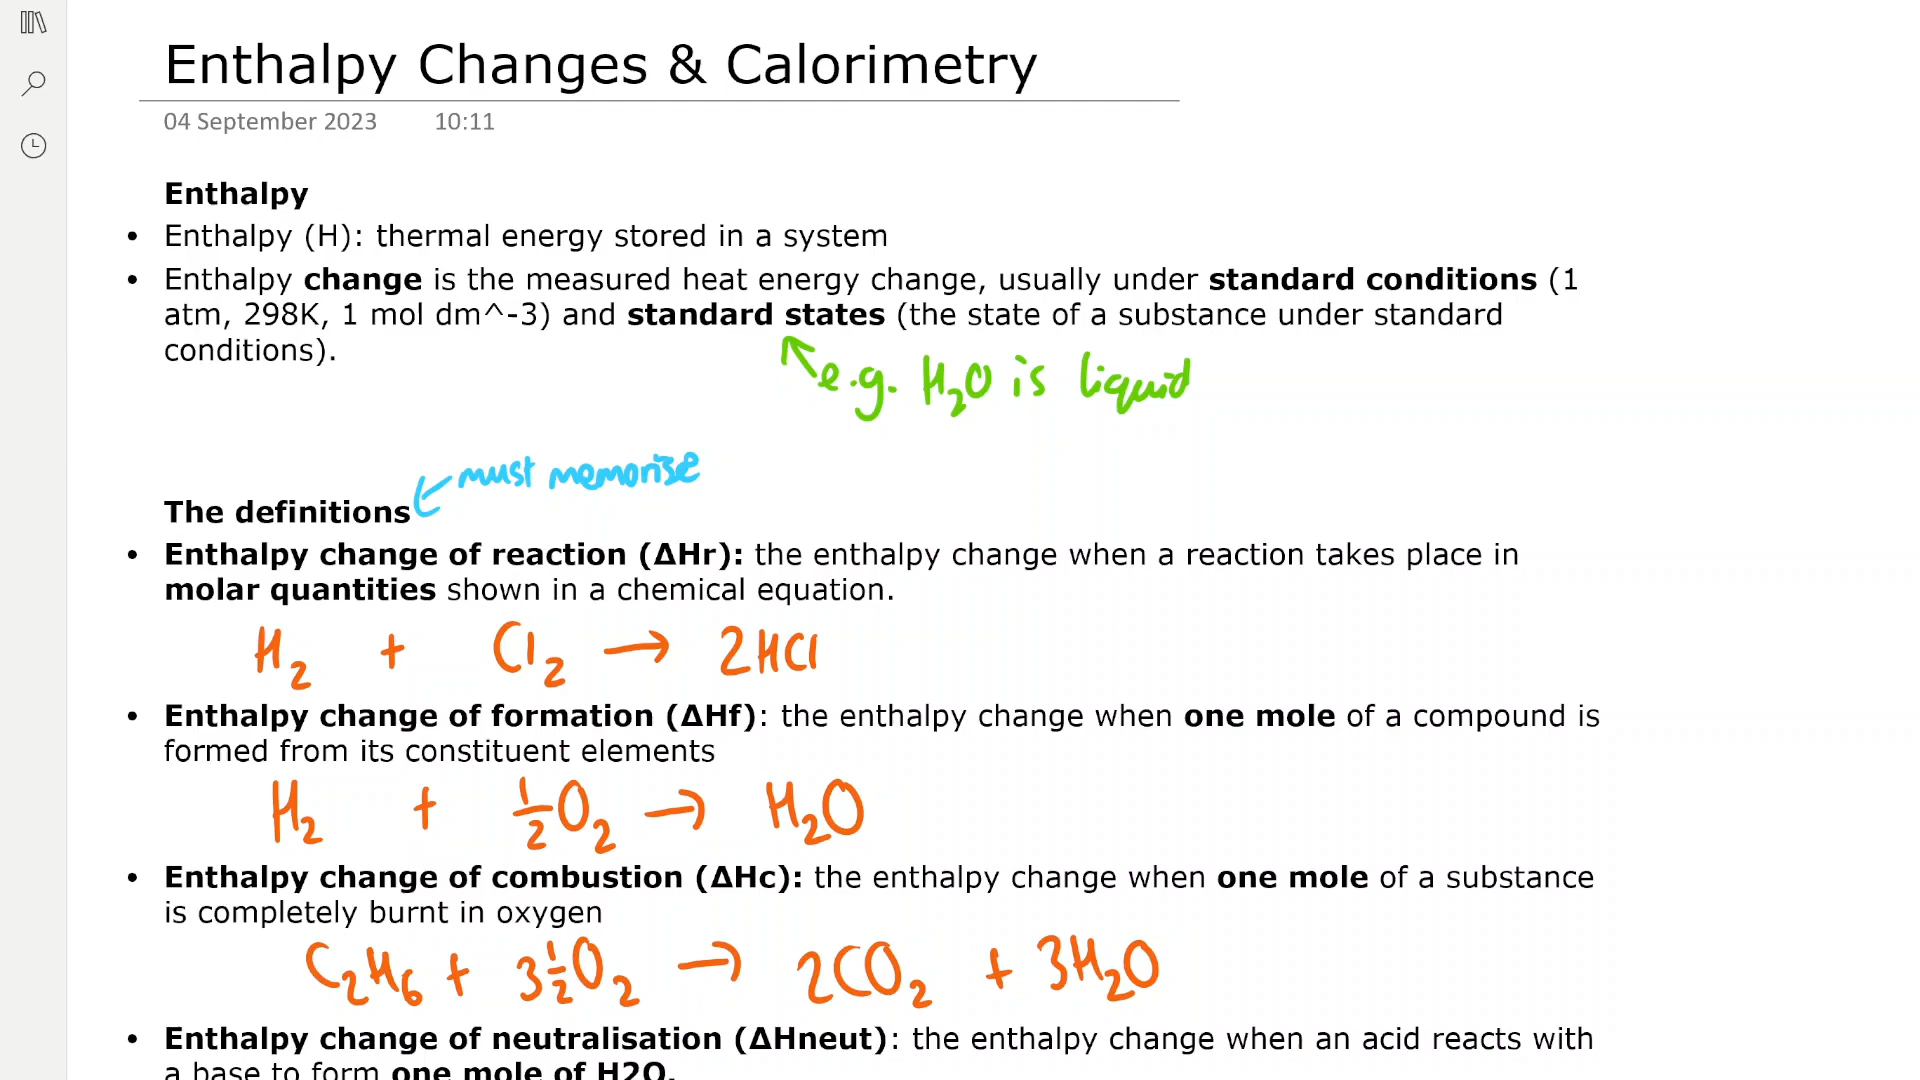 Enthalpy Changes & Calorimetry
04 September 2023 10:11
Enthalpy
• Enthalpy (H): thermal energy stored in a system
• Enthalpy change is the measured heat energy change, usually under standard conditions (1
atm, 298K, 1 mol dm^-3) and standard states (the state of a substance under standard
conditions).
e.g. H₂O is liquid
must memorise
The definitions
• Enthalpy change of reaction (ΔHr): the enthalpy change when a reaction takes place in
molar quantities shown in a chemical equation.
H₂ + Cl₂ → 2HCl
• Enthalpy change of formation (ΔHf): the enthalpy change when one mole of a compound is
formed from its constituent elements
H₂ + ½O₂ → H₂O
• Enthalpy change of combustion (ΔHc): the enthalpy change when one mole of a substance
is completely burnt in oxygen
C₂H₆ + 3½O₂ → 2CO₂ + 3H₂O
• Enthalpy change of neutralisation (ΔHneut): the enthalpy change when an acid reacts with
a base to form one mole of H2O.